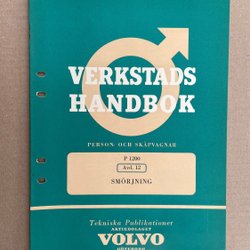 VERKSTADS
HANDBOK
PERSON- OCH SKÅPVAGNAR
P 1200
Avd. 12
SMÖRJNING
Tekniska Publikationer
AKTIEBOLAGET
VOLVO
GÖTEBORG